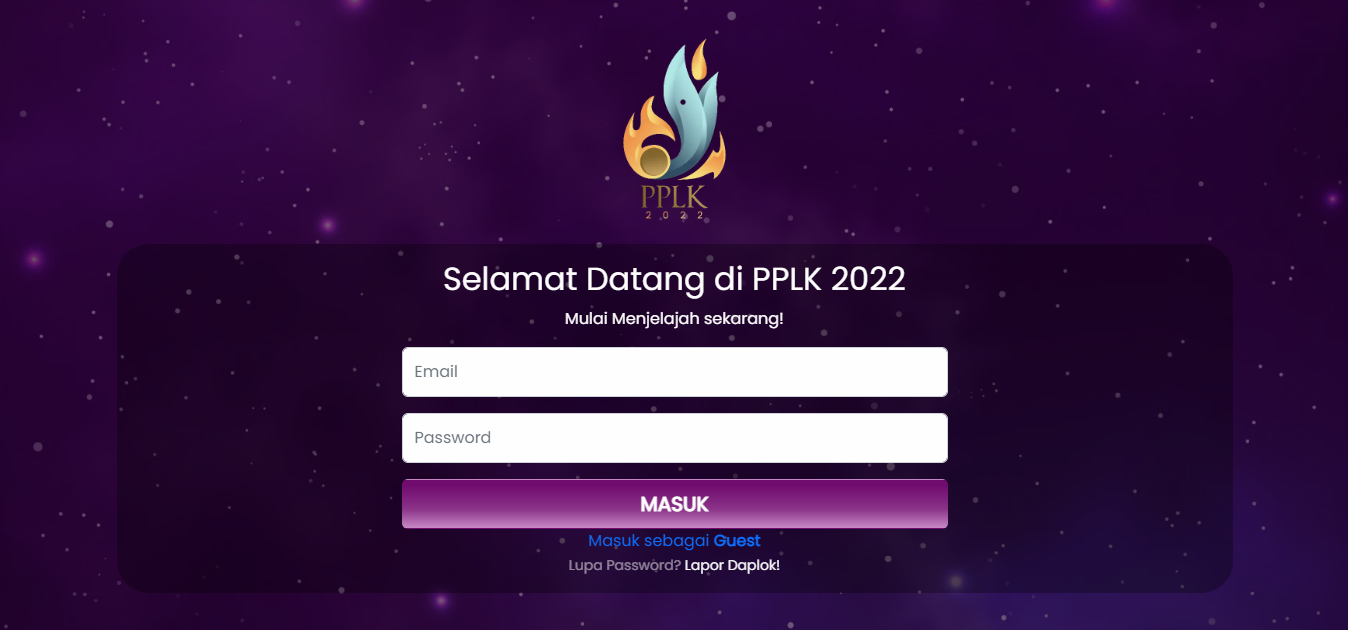 PPLK
2022
Selamat Datang di PPLK 2022
Mulai Menjelajah sekarang!
Email
Password
MASUK
Masuk sebagai Guest
Lupa Password? Lapor Daplok!